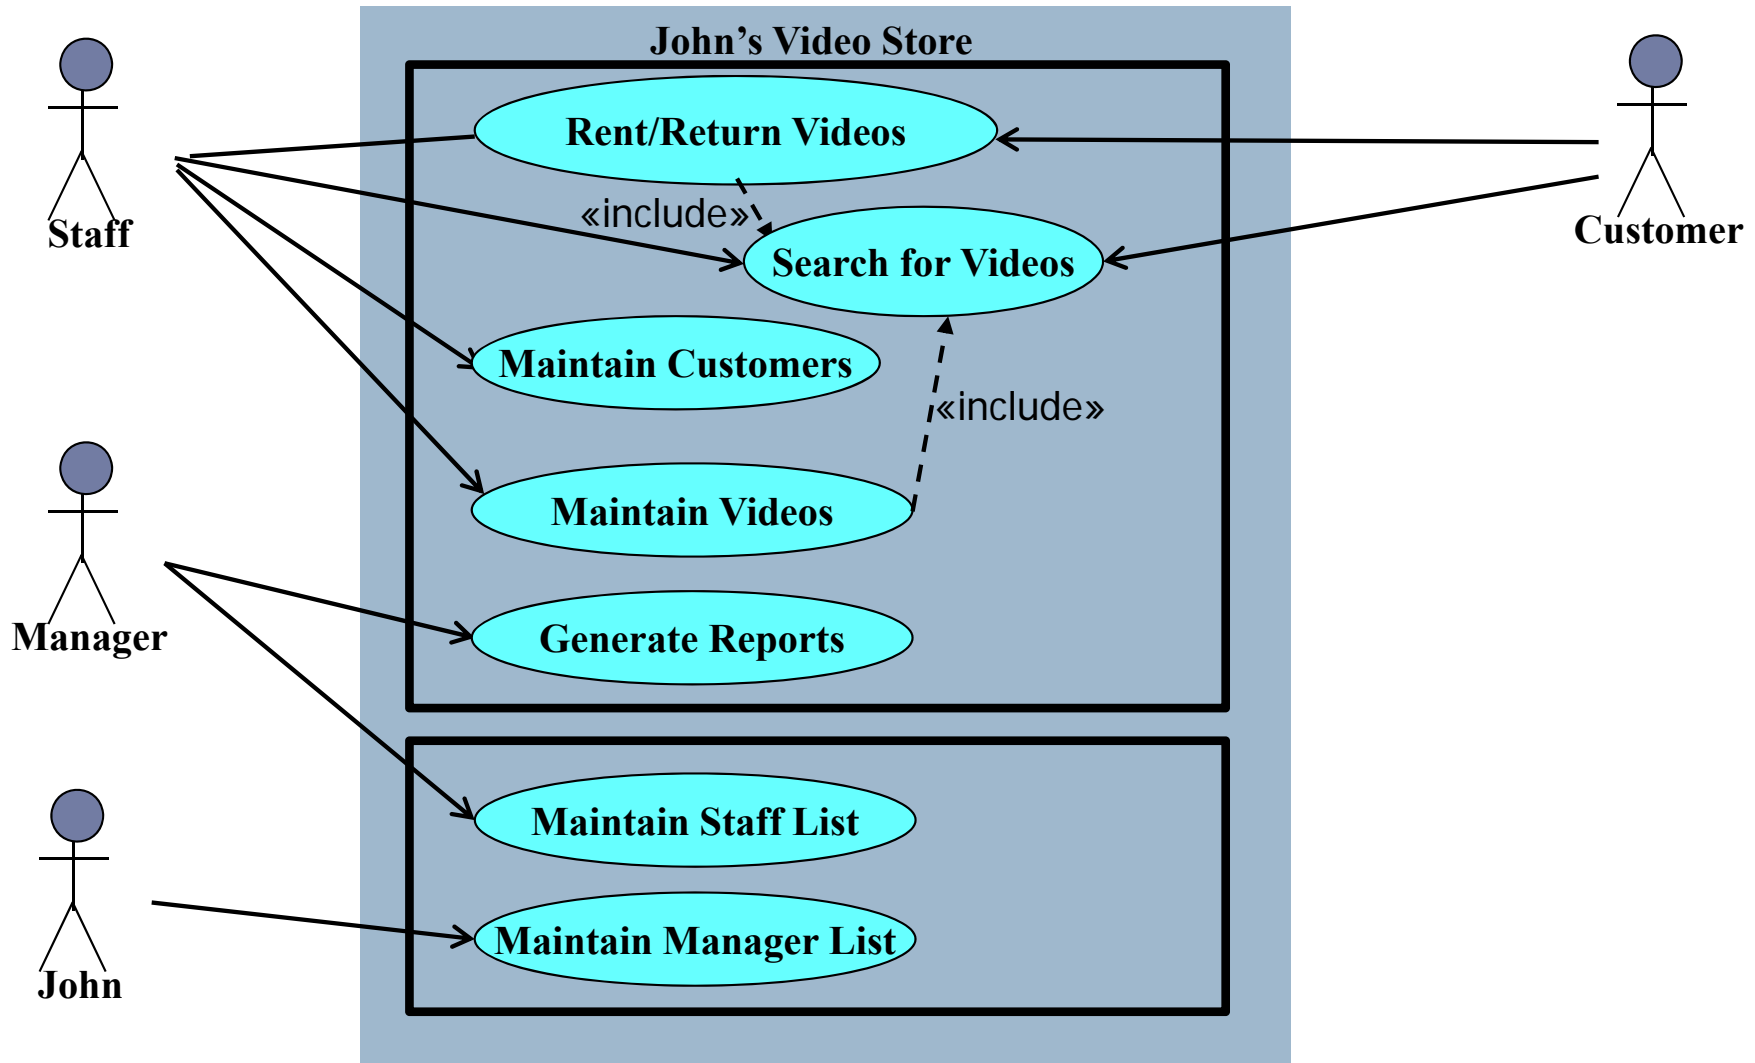 John’s Video Store
Rent/Return Videos
«include»
Staff
Customer
Search for Videos
Maintain Customers
«include»
Maintain Videos
Manager
Generate Reports
Maintain Staff List
Maintain Manager List
John